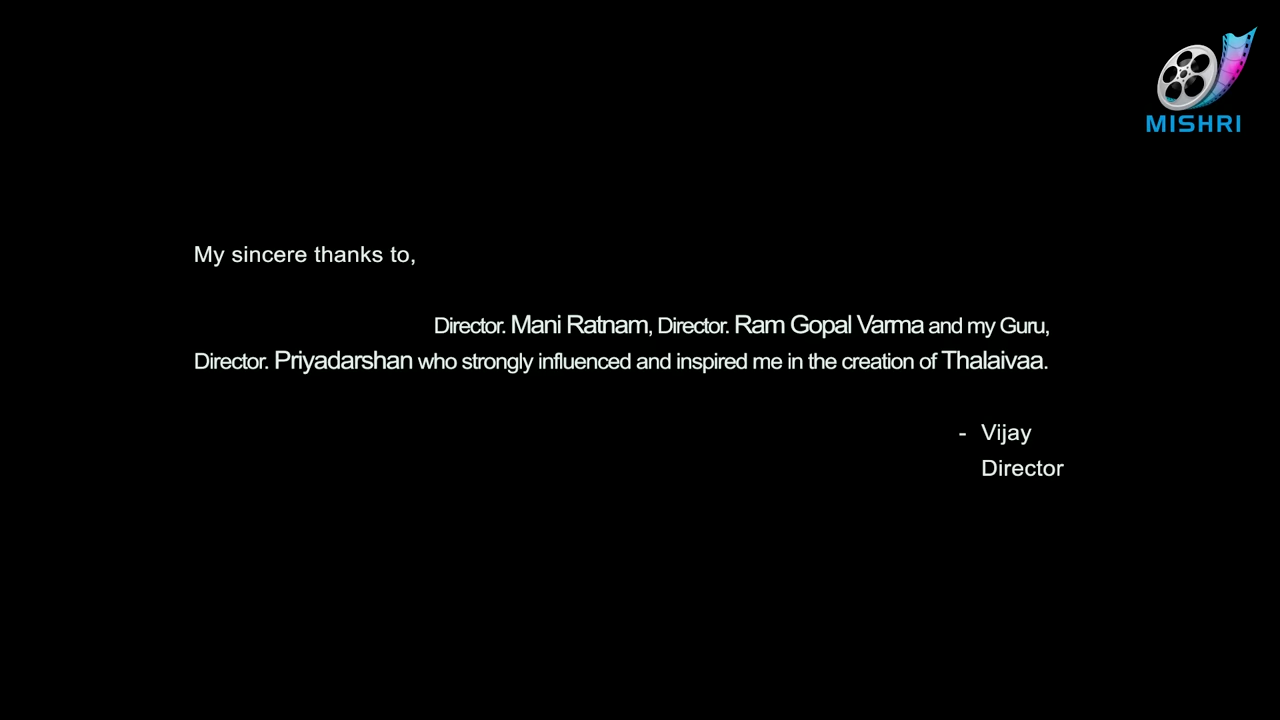 MISHRI
My sincere thanks to,
Director. Mani Ratnam, Director. Ram Gopal Varma and my Guru,
Director. Priyadarshan who strongly influenced and inspired me in the creation of Thalaivaa.
- Vijay
Director